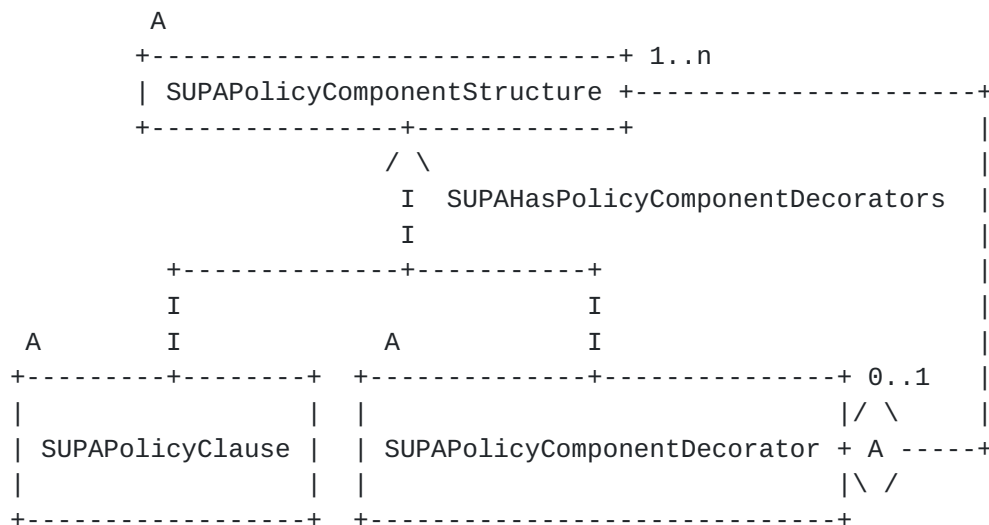 A
1..n
SUPAPolicyComponentStructure
/ \
I SUPAHasPolicyComponentDecorators
I
I I
A I A I
0..1
/ \
SUPAPolicyClause SUPAPolicyComponentDecorator A
\ /